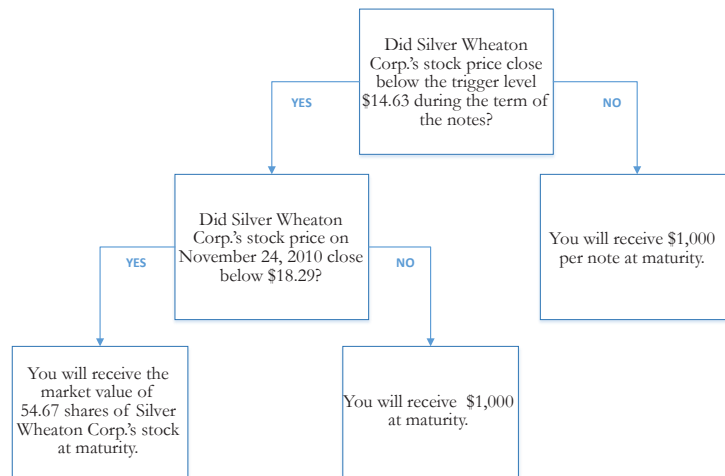 Did Silver Wheaton
Corp.'s stock price close
below the trigger level
$14.63 during the term of
the notes?
YES
NO
Did Silver Wheaton
Corp.'s stock price on
November 24, 2010 close
below $18.29?
You will receive $1,000
per note at maturity.
YES
NO
You will receive the
market value of
54.67 shares of Silver
Wheaton Corp.'s stock
at maturity.
You will receive $1,000
at maturity.